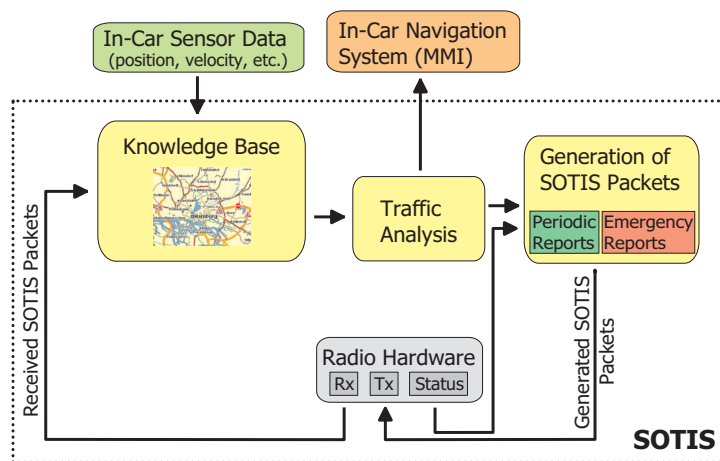 In-Car Sensor Data
(position, velocity, etc.)
In-Car Navigation
System (MMI)
Knowledge Base
Traffic
Analysis
Generation of
SOTIS Packets
Periodic
Reports
Emergency
Reports
Received SOTIS Packets
Radio Hardware
Rx
Tx
Status
Generated SOTIS
Packets
SOTIS